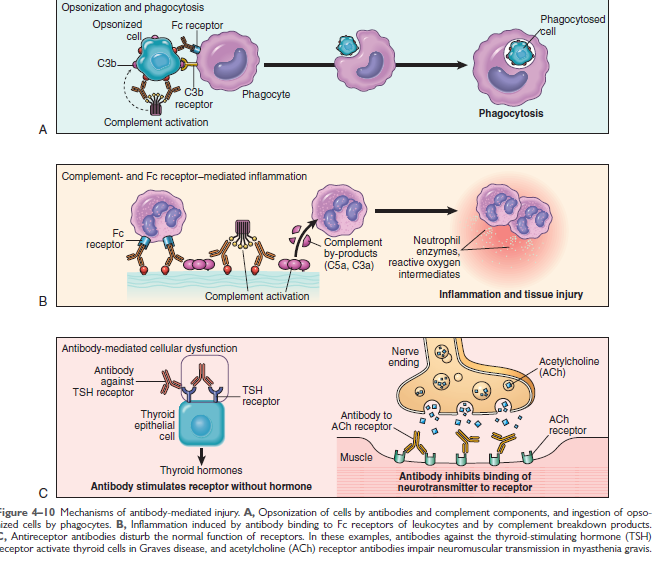 Opsonization and phagocytosis
Opsonized
cell
Fc receptor
C3b
C3b
receptor
Phagocyte
Complement activation
Phagocytosed
cell
Phagocytosis
A
Complement- and Fc receptor–mediated inflammation
Fc
receptor
Complement
by-products
(C5a, C3a)
Complement activation
Neutrophil
enzymes,
reactive oxygen
intermediates
Inflammation and tissue injury
B
Antibody-mediated cellular dysfunction
Antibody
against
TSH receptor
TSH
receptor
Thyroid
epithelial
cell
Thyroid hormones
Antibody stimulates receptor without hormone
Nerve
ending
Acetylcholine
(ACh)
Antibody to
ACh receptor
ACh
receptor
Muscle
Antibody inhibits binding of
neurotransmitter to receptor
C
igure 4–10 Mechanisms of antibody-mediated injury. A, Opsonization of cells by antibodies and complement components, and ingestion of opso-
ized cells by phagocytes. B, Inflammation induced by antibody binding to Fc receptors of leukocytes and by complement breakdown products.
C, Antireceptor antibodies disturb the normal function of receptors. In these examples, antibodies against the thyroid-stimulating hormone (TSH)
eceptor activate thyroid cells in Graves disease, and acetylcholine (ACh) receptor antibodies impair neuromuscular transmission in myasthenia gravis.